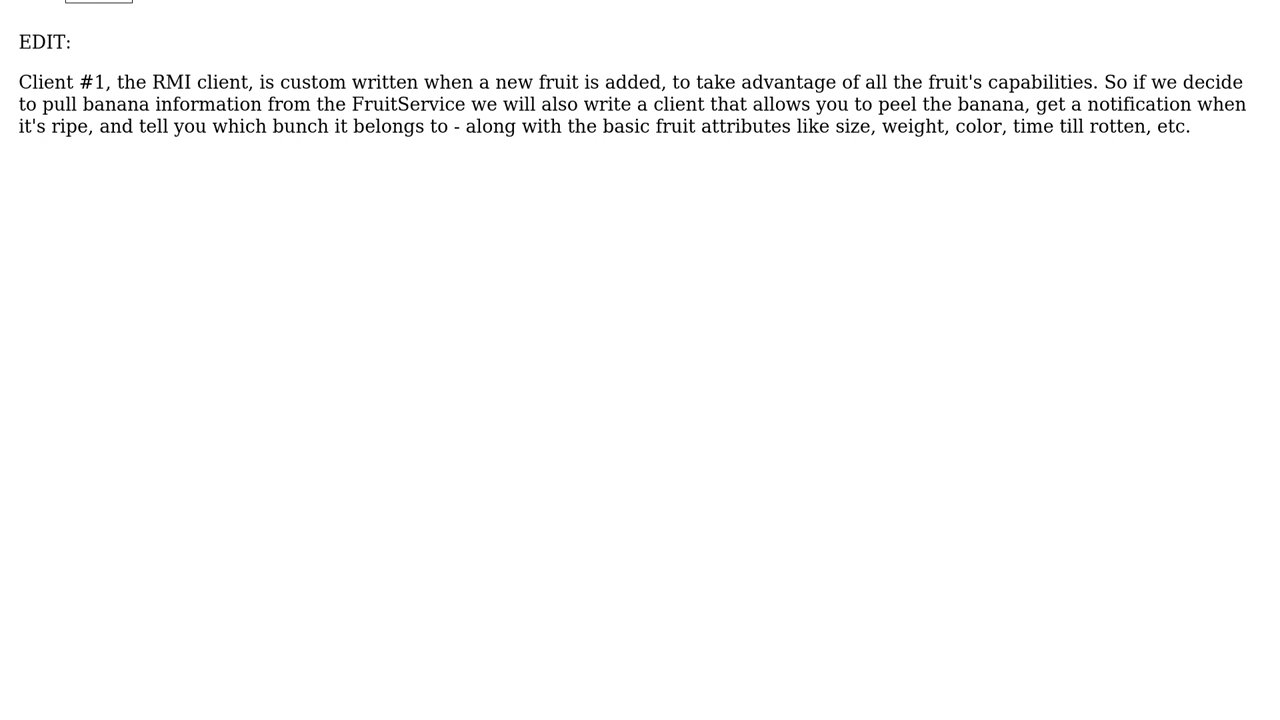 EDIT:
Client #1, the RMI client, is custom written when a new fruit is added, to take advantage of all the fruit's capabilities. So if we decide
to pull banana information from the FruitService we will also write a client that allows you to peel the banana, get a notification when
it's ripe, and tell you which bunch it belongs to - along with the basic fruit attributes like size, weight, color, time till rotten, etc.